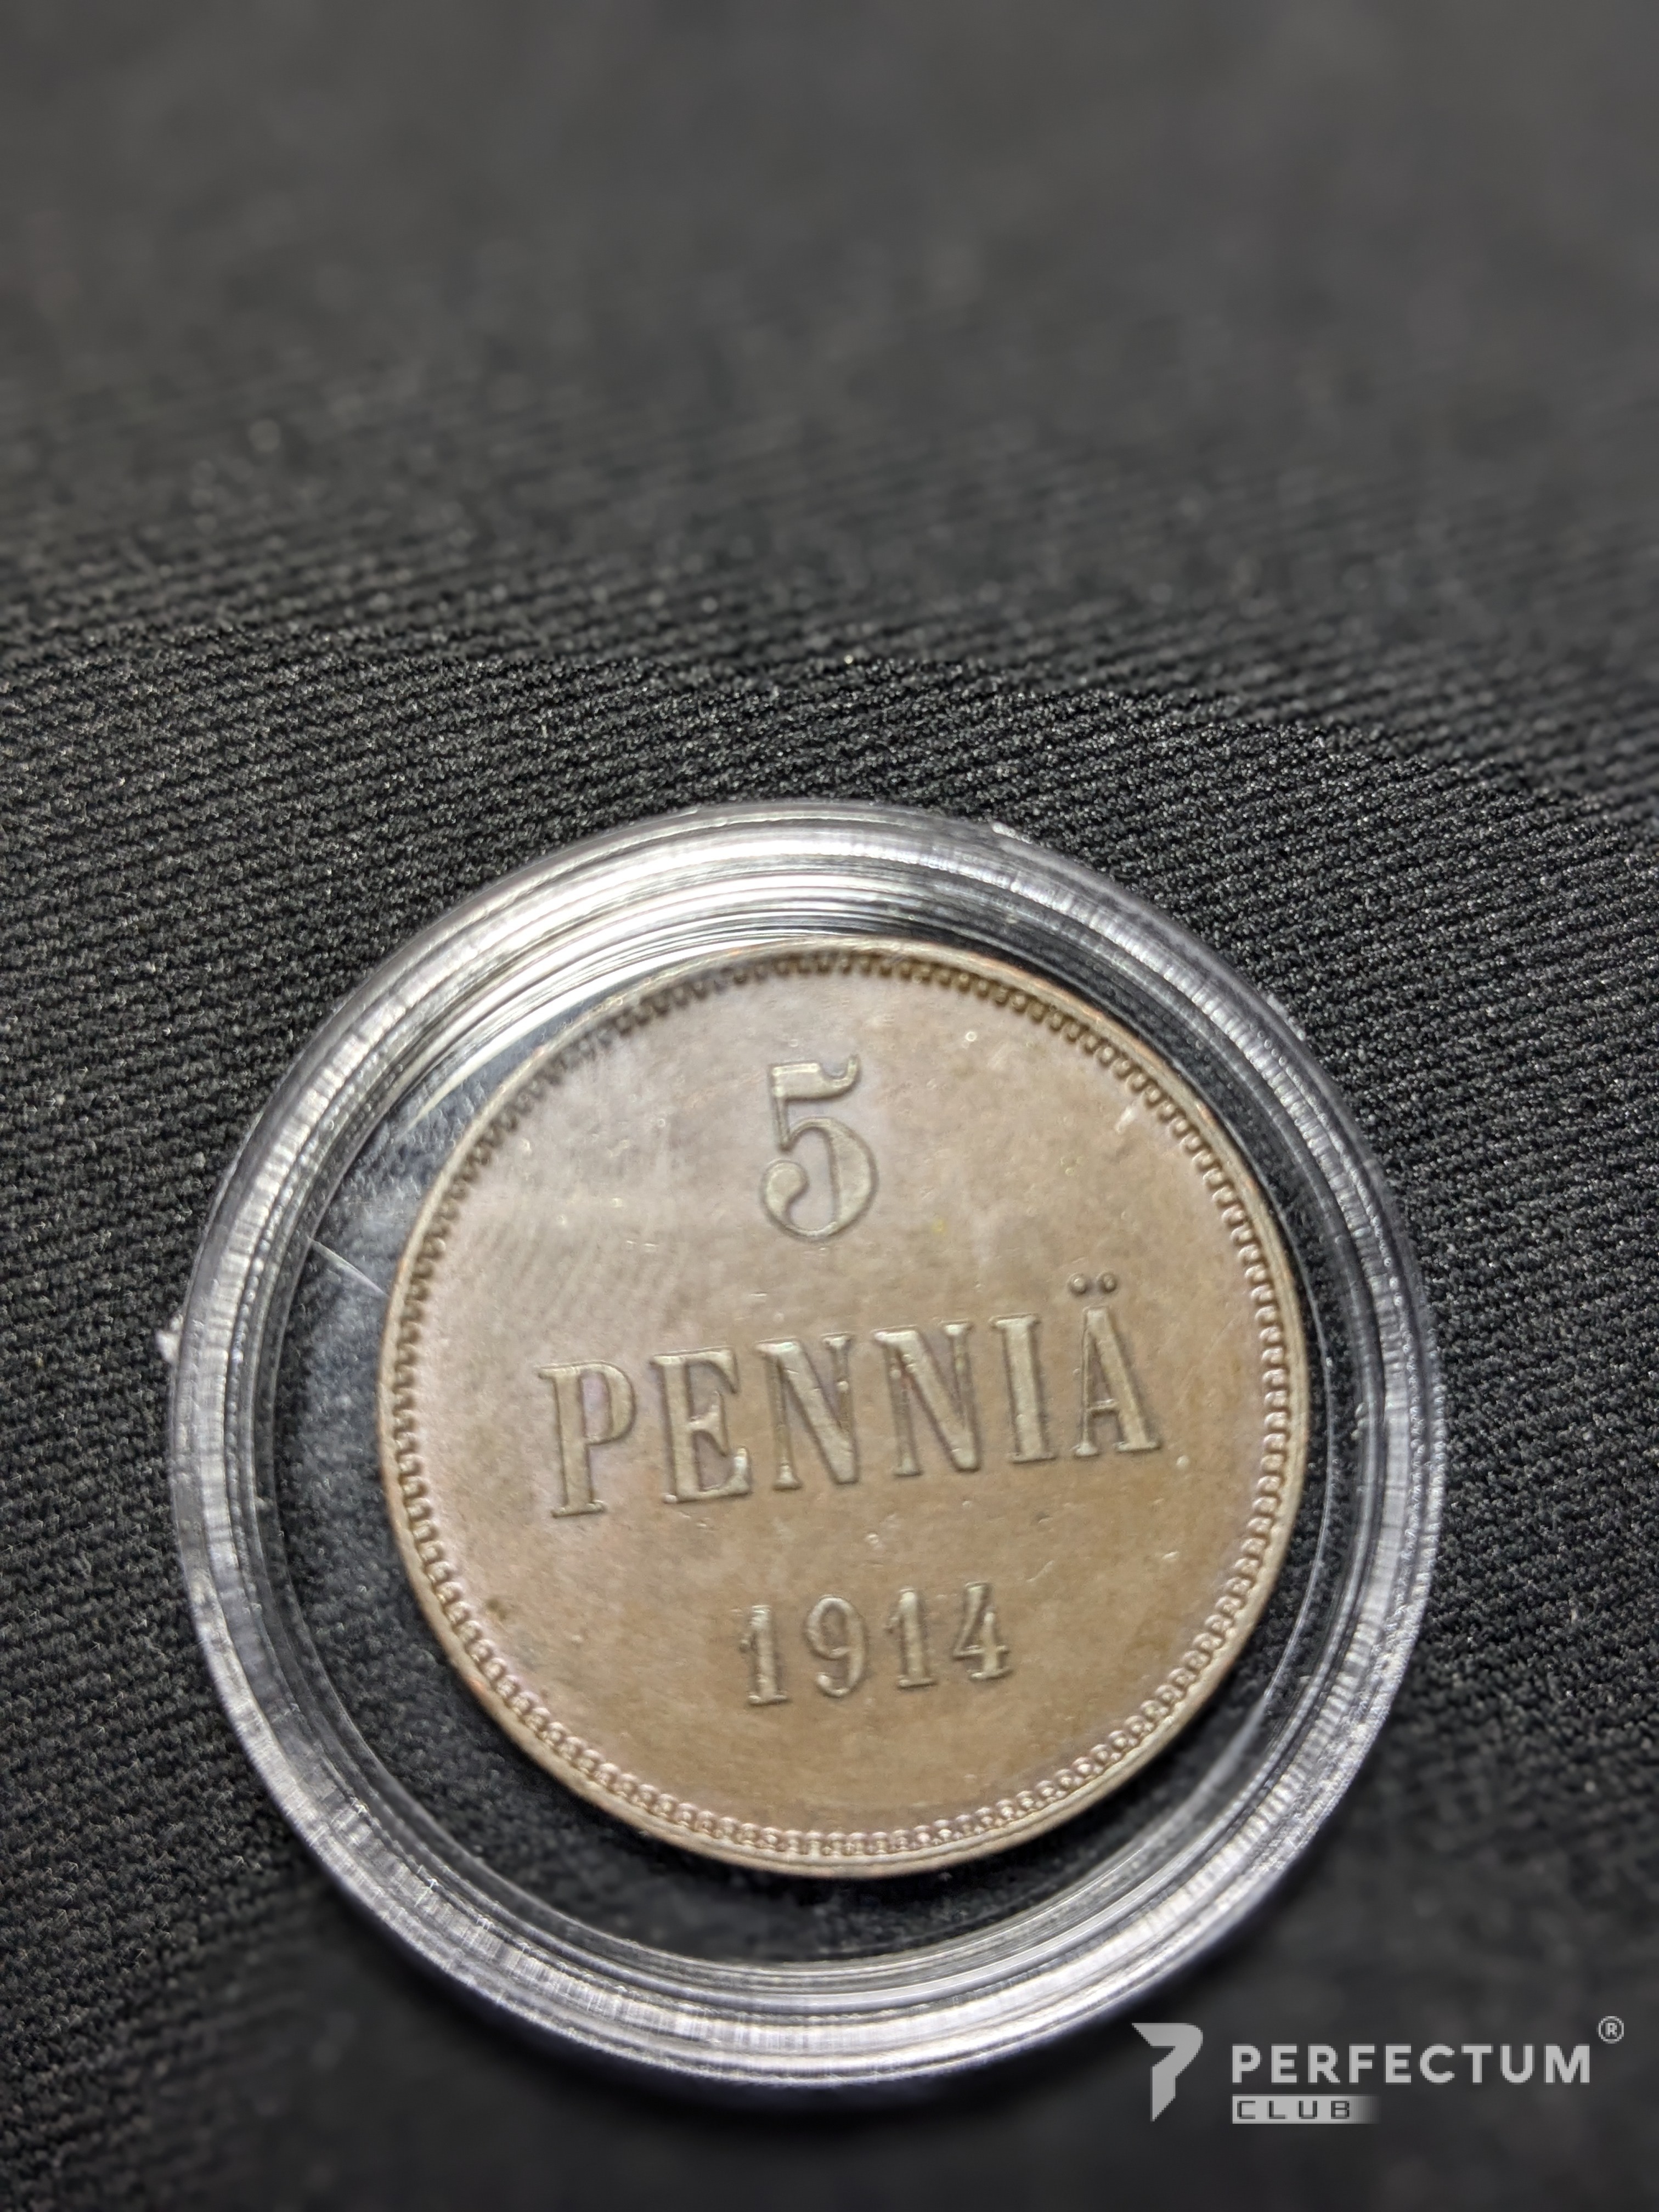 5
PENNIÄ
1914
PERFECTUM®
CLUB